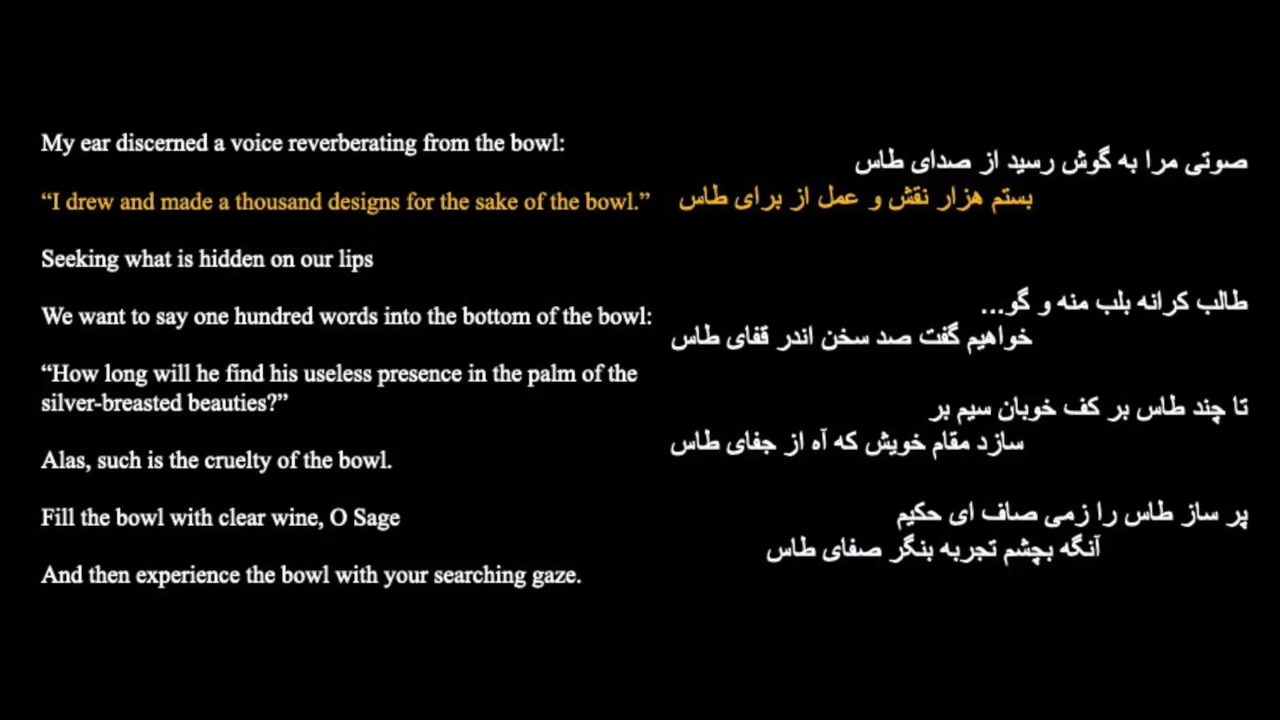 My ear discerned a voice reverberating from the bowl:
“I drew and made a thousand designs for the sake of the bowl.”
Seeking what is hidden on our lips
We want to say one hundred words into the bottom of the bowl:
“How long will he find his useless presence in the palm of the
silver-breasted beauties?”
Alas, such is the cruelty of the bowl.
Fill the bowl with clear wine, O Sage
And then experience the bowl with your searching gaze.
صوتی مرا به گوش رسید از صدای طاس
بستم هزار نقش و عمل از برای طاس
طالب کرانه بلب منه و گو...
خواهیم گفت صد سخن اندر قفای طاس
تا چند طاس بر کف خوبان سیم بر
سازد مقام خویش که آه از جفای طاس
پر ساز طاس را زمی صاف ای حکیم
آنگه بچشم تجربه بنگر صفای طاس